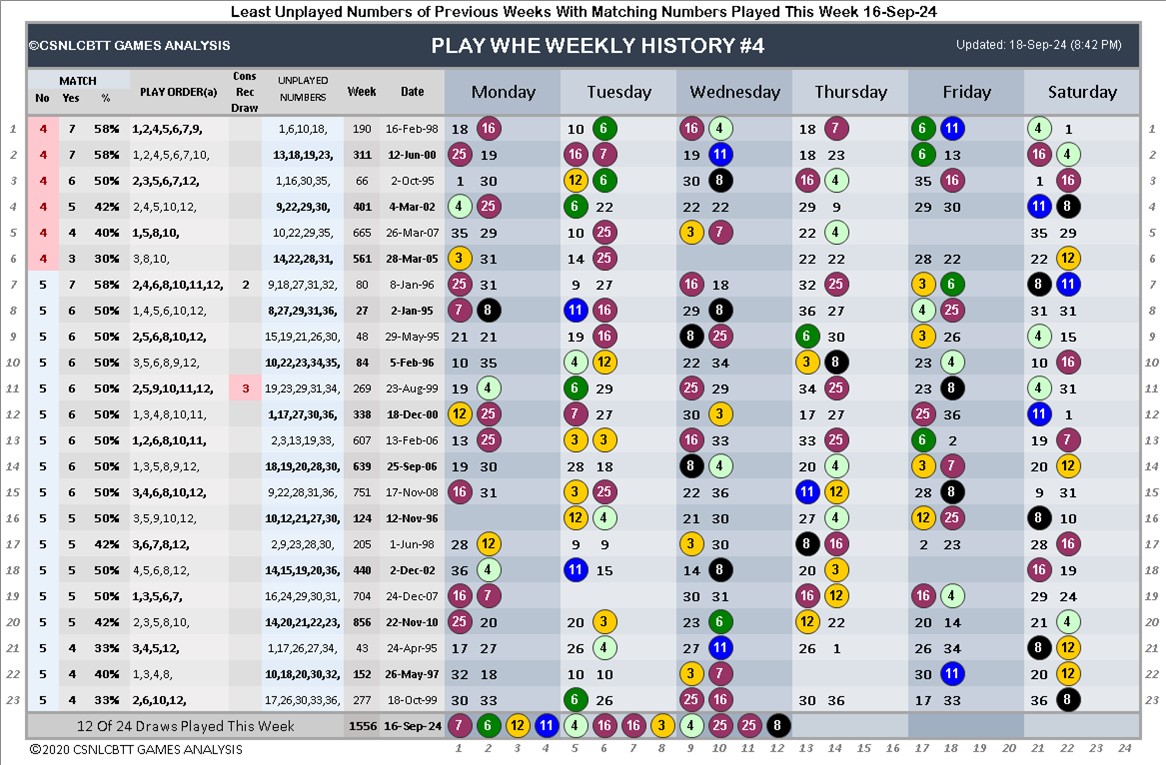 Least Unplayed Numbers of Previous Weeks With Matching Numbers Played This Week 16-Sep-24
©CSNLCBTT GAMES ANALYSIS PLAY WHE WEEKLY HISTORY #4 Updated: 18-Sep-24 (8:42 PM)
MATCH PLAY ORDER(a) Cons Rec Draw UNPLAYED NUMBERS Week Date Monday Tuesday Wednesday Thursday Friday Saturday
No Yes %
1 4 7 58% 1,2,4,5,6,7,9, 1,6,10,18, 190 16-Feb-98 18 16 10 6 16 4 18 7 6 11 4 1 1
2 4 7 58% 1,2,4,5,6,7,10, 13,18,19,23, 311 12-Jun-00 25 19 16 7 19 11 18 23 6 13 16 4 2
3 4 6 50% 2,3,5,6,7,12, 1,16,30,35, 66 2-Oct-95 1 30 12 6 30 8 16 4 35 16 1 16 3
4 4 5 42% 2,4,5,10,12, 9,22,29,30, 401 4-Mar-02 4 25 6 22 22 22 29 9 29 30 11 8 4
5 4 4 40% 1,5,8,10, 10,22,29,35, 665 26-Mar-07 35 29 10 25 3 7 22 4 35 29 5
6 4 3 30% 3,8,10, 14,22,28,31, 561 28-Mar-05 3 31 14 25 22 22 28 22 22 12 6
7 5 7 58% 2,4,6,8,10,11,12, 2 9,18,27,31,32, 80 8-Jan-96 25 31 9 27 16 18 32 25 3 6 8 11 7
8 5 6 50% 1,4,5,6,10,12, 8,27,29,31,36, 27 2-Jan-95 7 8 11 16 29 8 36 27 4 25 31 31 8
9 5 6 50% 2,5,6,8,10,12, 15,19,21,26,30, 48 29-May-95 21 21 19 16 8 25 6 30 3 26 4 15 9
10 5 6 50% 3,5,6,8,9,12, 10,22,23,34,35, 84 5-Feb-96 10 35 4 12 22 34 3 8 23 4 10 16 10
11 5 6 50% 2,5,9,10,11,12, 3 19,23,29,31,34, 269 23-Aug-99 19 4 6 29 25 29 34 25 23 8 4 31 11
12 5 6 50% 1,3,4,8,10,11, 1,17,27,30,36, 338 18-Dec-00 12 25 7 27 30 3 17 27 25 36 11 1 12
13 5 6 50% 1,2,6,8,10,11, 2,3,13,19,33, 607 13-Feb-06 13 25 3 3 16 33 33 25 6 2 19 7 13
14 5 6 50% 1,3,5,8,9,12, 18,19,20,28,30, 639 25-Sep-06 19 30 28 18 8 4 20 4 3 7 20 12 14
15 5 6 50% 3,4,6,8,10,12, 9,22,28,31,36, 751 17-Nov-08 16 31 3 25 22 36 11 12 28 8 9 31 15
16 5 5 50% 3,5,9,10,12, 10,12,21,27,30, 124 12-Nov-96 12 4 21 30 27 4 12 25 8 10 16
17 5 5 42% 3,6,7,8,12, 2,9,23,28,30, 205 1-Jun-98 28 12 9 9 3 30 8 16 2 23 28 16 17
18 5 5 50% 4,5,6,8,12, 14,15,19,20,36, 440 2-Dec-02 36 4 11 15 14 8 20 3 16 19 18
19 5 5 50% 1,3,5,6,7, 16,24,29,30,31, 704 24-Dec-07 16 7 30 31 16 12 16 4 29 24 19
20 5 5 42% 2,3,5,8,10, 14,20,21,22,23, 856 22-Nov-10 25 20 20 3 23 6 12 22 20 14 21 4 20
21 5 4 33% 3,4,5,12, 1,17,26,27,34, 43 24-Apr-95 17 27 26 4 27 11 26 1 26 34 8 12 21
22 5 4 40% 1,3,4,8, 10,18,20,30,32, 152 26-May-97 32 18 10 10 3 7 30 11 20 12 22
23 5 4 33% 2,6,10,12, 17,26,30,33,36, 277 18-Oct-99 30 33 6 26 25 16 30 36 17 33 36 8 23
12 Of 24 Draws Played This Week 1556 16-Sep-24 7 6 12 11 4 16 16 3 4 25 25 8
©2020 CSNLCBTT GAMES ANALYSIS 1 2 3 4 5 6 7 8 9 10 11 12 13 14 15 16 17 18 19 20 21 22 23 24